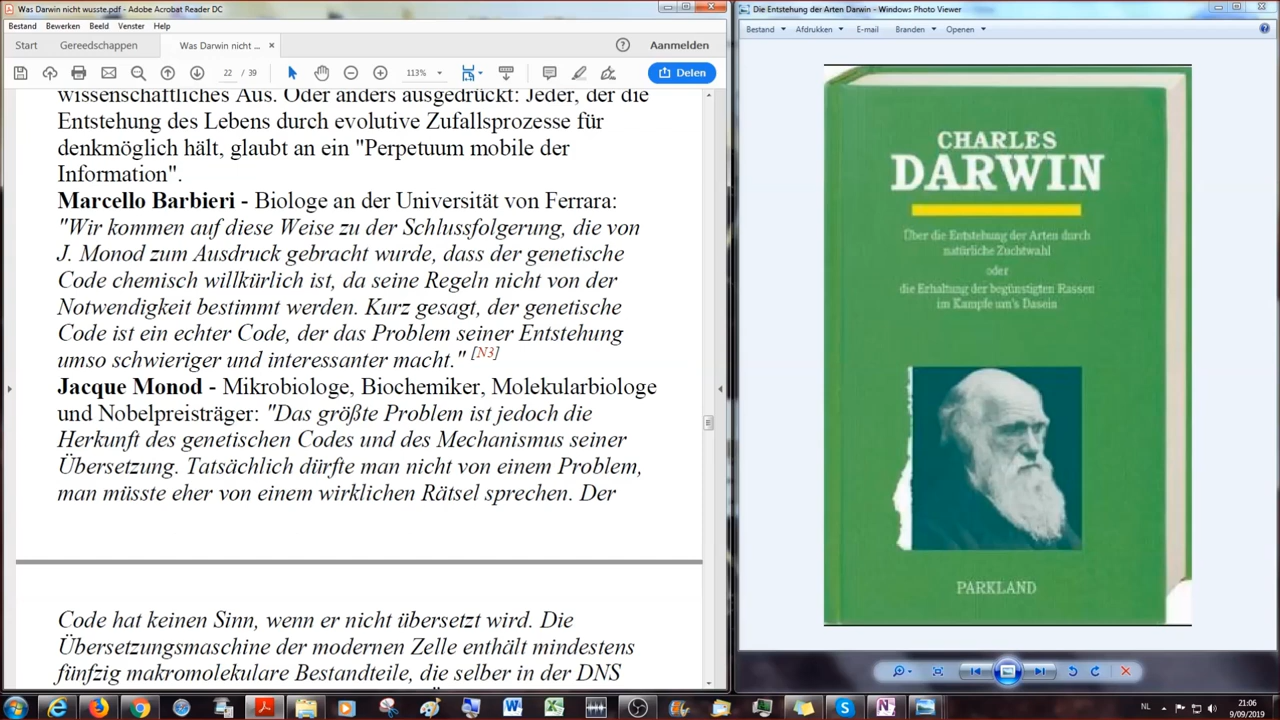 Was Darwin nicht wusste.pdf - Adobe Acrobat Reader DC
Bestand Bewerken Beeld Venster Help
Start Gereedschappen Was Darwin nicht ... × Aanmelden
22 / 39 113% Delen
wissenschaftliches Aus. Oder anders ausgedrückt: Jeder, der die
Entstehung des Lebens durch evolutive Zufallsprozesse für
denkmöglich hält, glaubt an ein "Perpetuum mobile der
Information".
Marcello Barbieri - Biologe an der Universität von Ferrara:
"Wir kommen auf diese Weise zu der Schlussfolgerung, die von
J. Monod zum Ausdruck gebracht wurde, dass der genetische
Code chemisch willkürlich ist, da seine Regeln nicht von der
Notwendigkeit bestimmt werden. Kurz gesagt, der genetische
Code ist ein echter Code, der das Problem seiner Entstehung
umso schwieriger und interessanter macht." [N3]
Jacque Monod - Mikrobiologe, Biochemiker, Molekularbiologe
und Nobelpreisträger: "Das größte Problem ist jedoch die
Herkunft des genetischen Codes und des Mechanismus seiner
Übersetzung. Tatsächlich dürfte man nicht von einem Problem,
man müsste eher von einem wirklichen Rätsel sprechen. Der
Code hat keinen Sinn, wenn er nicht übersetzt wird. Die
Übersetzungsmaschine der modernen Zelle enthält mindestens
fünfzig makromolekulare Bestandteile, die selber in der DNS
Die Entstehung der Arten Darwin - Windows Photo Viewer
Bestand Afdrukken E-mail Branden Openen
CHARLES
DARWIN
Über die Entstehung der Arten durch
natürliche Zuchtwahl
oder
die Erhaltung der begünstigten Rassen
im Kampfe um's Dasein
PARKLAND
NL
21:06
9/09/2019